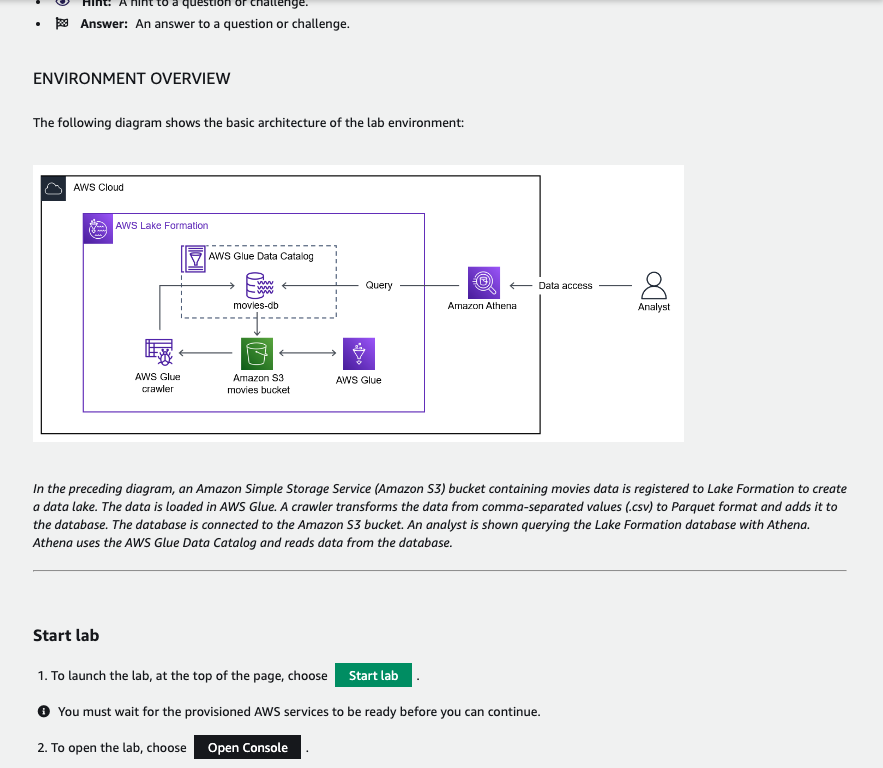 Hint: A hint to a question or challenge.
Answer: An answer to a question or challenge.
ENVIRONMENT OVERVIEW
The following diagram shows the basic architecture of the lab environment:
AWS Cloud
AWS Lake Formation
AWS Glue Data Catalog
movies-db
Query
Amazon Athena
Data access
Analyst
AWS Glue
crawler
Amazon S3
movies bucket
AWS Glue
In the preceding diagram, an Amazon Simple Storage Service (Amazon S3) bucket containing movies data is registered to Lake Formation to create
a data lake. The data is loaded in AWS Glue. A crawler transforms the data from comma-separated values (.csv) to Parquet format and adds it to
the database. The database is connected to the Amazon S3 bucket. An analyst is shown querying the Lake Formation database with Athena.
Athena uses the AWS Glue Data Catalog and reads data from the database.
Start lab
1. To launch the lab, at the top of the page, choose Start lab .
You must wait for the provisioned AWS services to be ready before you can continue.
2. To open the lab, choose Open Console .